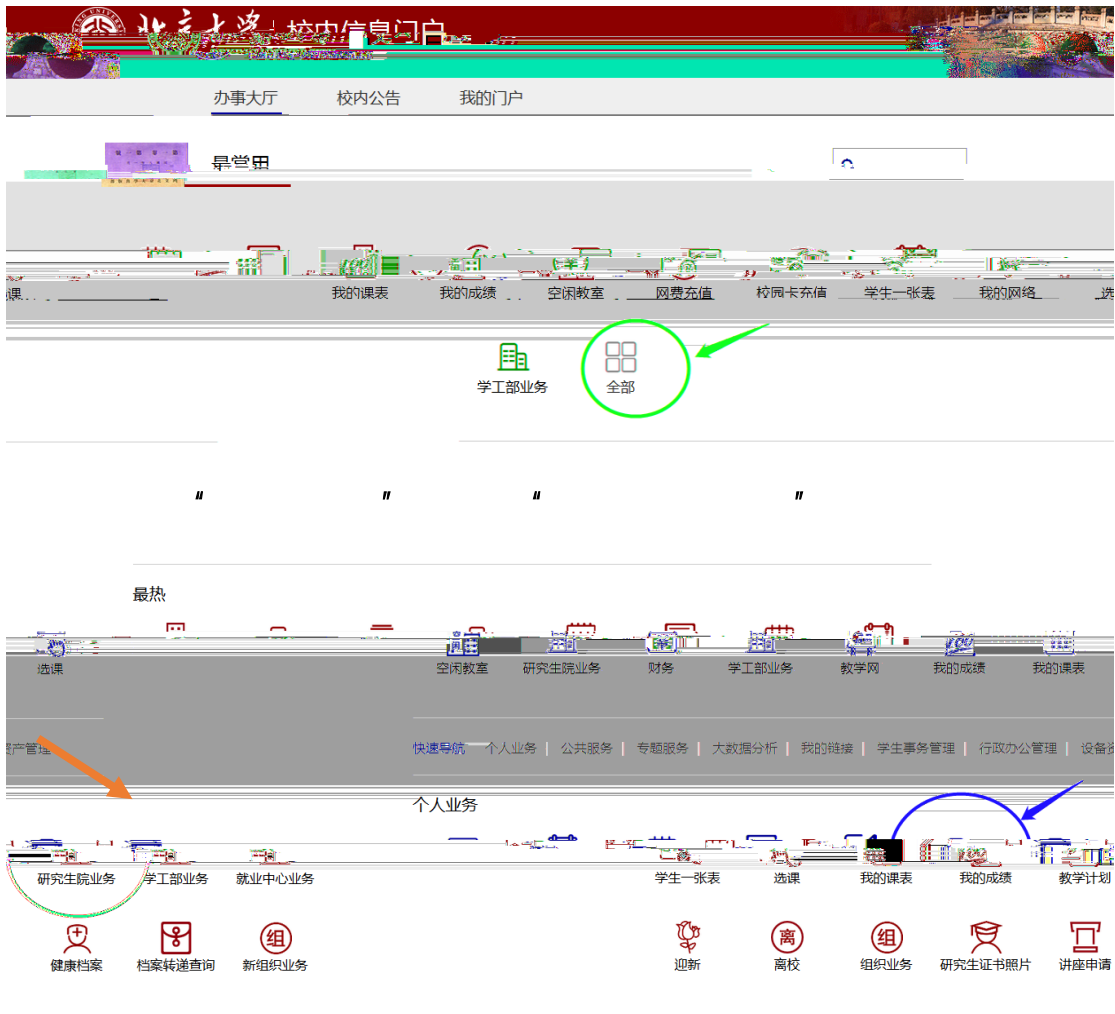 北京大学 校内信息门户
办事大厅 校内公告 我的门户
最常用
我的课表 我的成绩 空闲教室 网费充值 校园卡充值 学生一张表 我的网络
学工部业务 全部
" " " "
最热
选课 空闲教室 研究生院业务 财务 学工部业务 教学网 我的成绩 我的课表
资产管理 快速导航 个人业务 | 公共服务 | 专题服务 | 大数据分析 | 我的链接 | 学生事务管理 | 行政办公管理 | 设备资
个人业务
研究生院业务 学工部业务 就业中心业务 学生一张表 选课 我的课表 我的成绩 教学计划
组 离 组
健康档案 档案转递查询 新组织业务 迎新 离校 组织业务 研究生证书照片 讲座申请